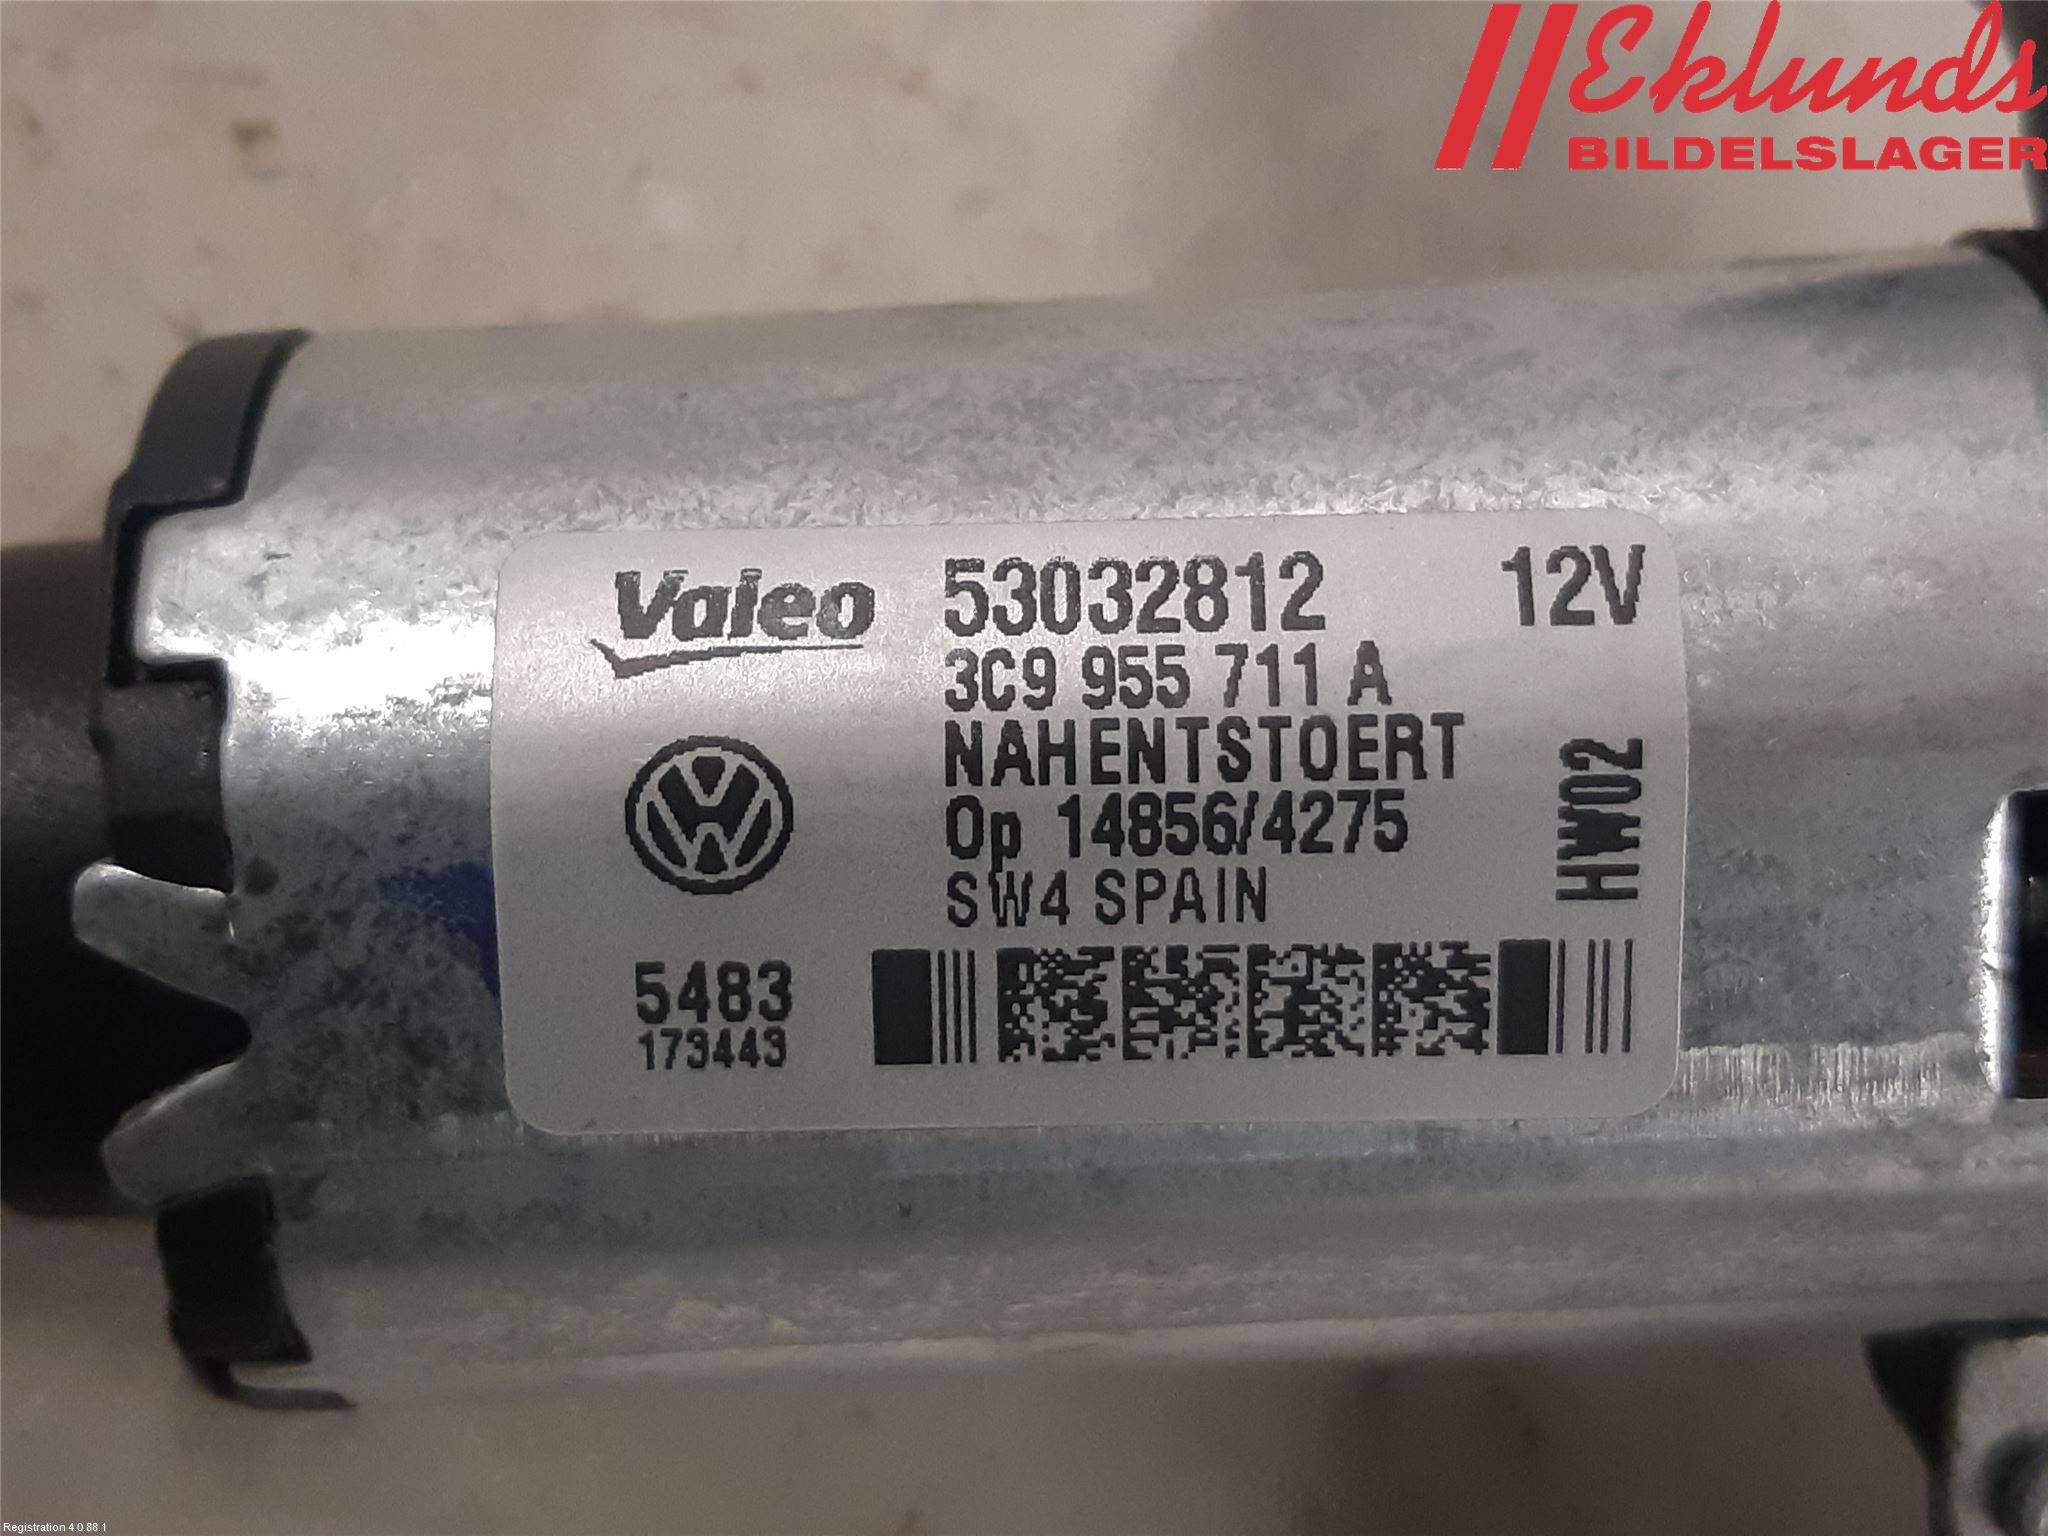 Eklunds
BILDELSLAGER
Valeo
53032812
12V
3C9 955 711 A
NAHENTSTOERT
Op 14856/4275
SW4 SPAIN
HW02
5483
173443
Registration 4.0.88.1